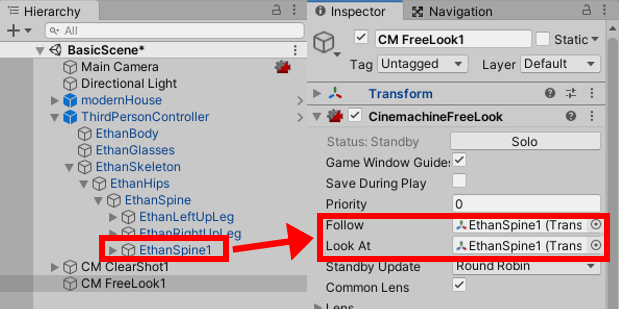 Hierarchy
All
BasicScene*
Main Camera
Directional Light
modernHouse
ThirdPersonController
EthanBody
EthanGlasses
EthanSkeleton
EthanHips
EthanSpine
EthanLeftUpLeg
EthanRightUpLeg
EthanSpine1
CM ClearShot1
CM FreeLook1
Inspector
Navigation
CM FreeLook1
Static
Tag Untagged Layer Default
Transform
CinemachineFreeLook
Status: Standby Solo
Game Window Guides
Save During Play
Priority 0
Follow EthanSpine1 (Trans
Look At EthanSpine1 (Trans
Standby Update Round Robin
Common Lens
Lens